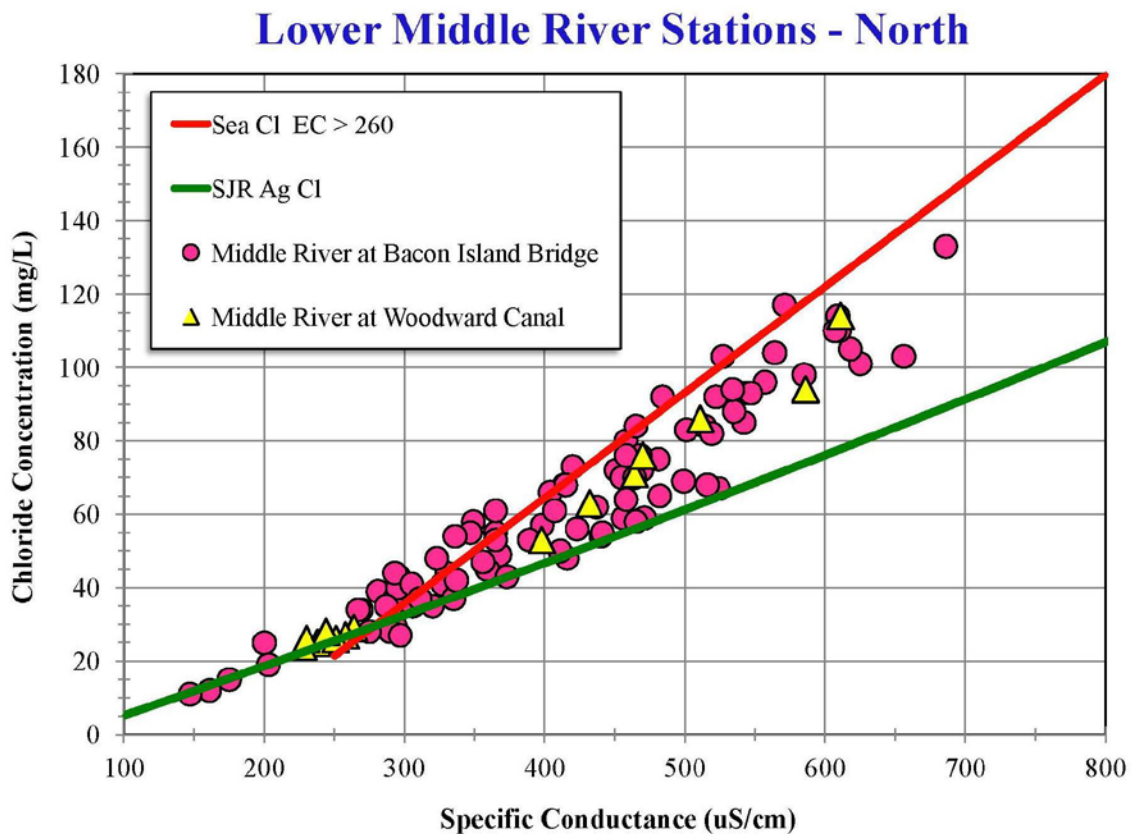 Lower Middle River Stations - North
Sea Cl EC > 260
SJR Ag Cl
Middle River at Bacon Island Bridge
Middle River at Woodward Canal
Chloride Concentration (mg/L)
180
160
140
120
100
80
60
40
20
0
100 200 300 400 500 600 700 800
Specific Conductance (uS/cm)